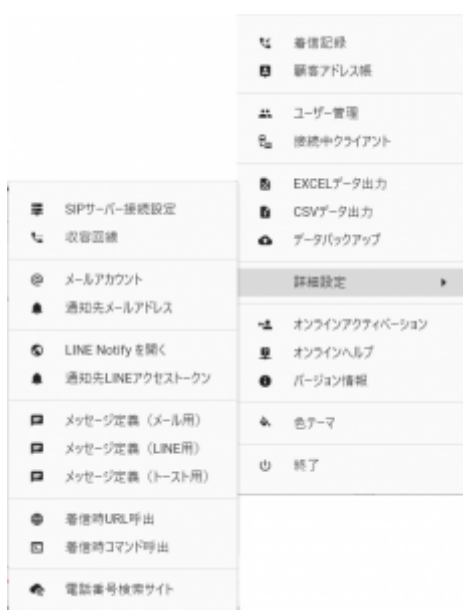 着信記録
顧客アドレス帳
ユーザー管理
接続中クライアント
EXCELデータ出力
CSVデータ出力
データバックアップ
詳細設定
オンラインアクティベーション
オンラインヘルプ
バージョン情報
色テーマ
終了
SIPサーバー接続設定
収容回線
メールアカウント
通知先メールアドレス
LINE Notify を開く
通知先LINEアクセストークン
メッセージ定義（メール用）
メッセージ定義（LINE用）
メッセージ定義（トースト用）
着信時URL呼出
着信時コマンド呼出
電話番号検索サイト